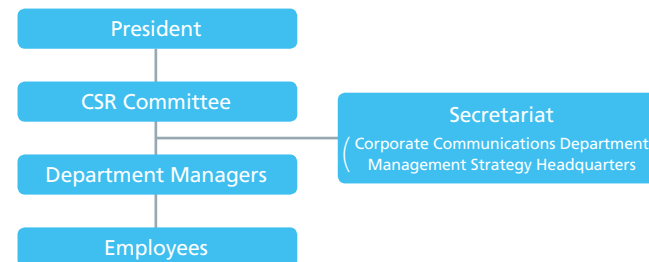 President
CSR Committee
Secretariat
(Corporate Communications Department
Management Strategy Headquarters
Department Managers
Employees